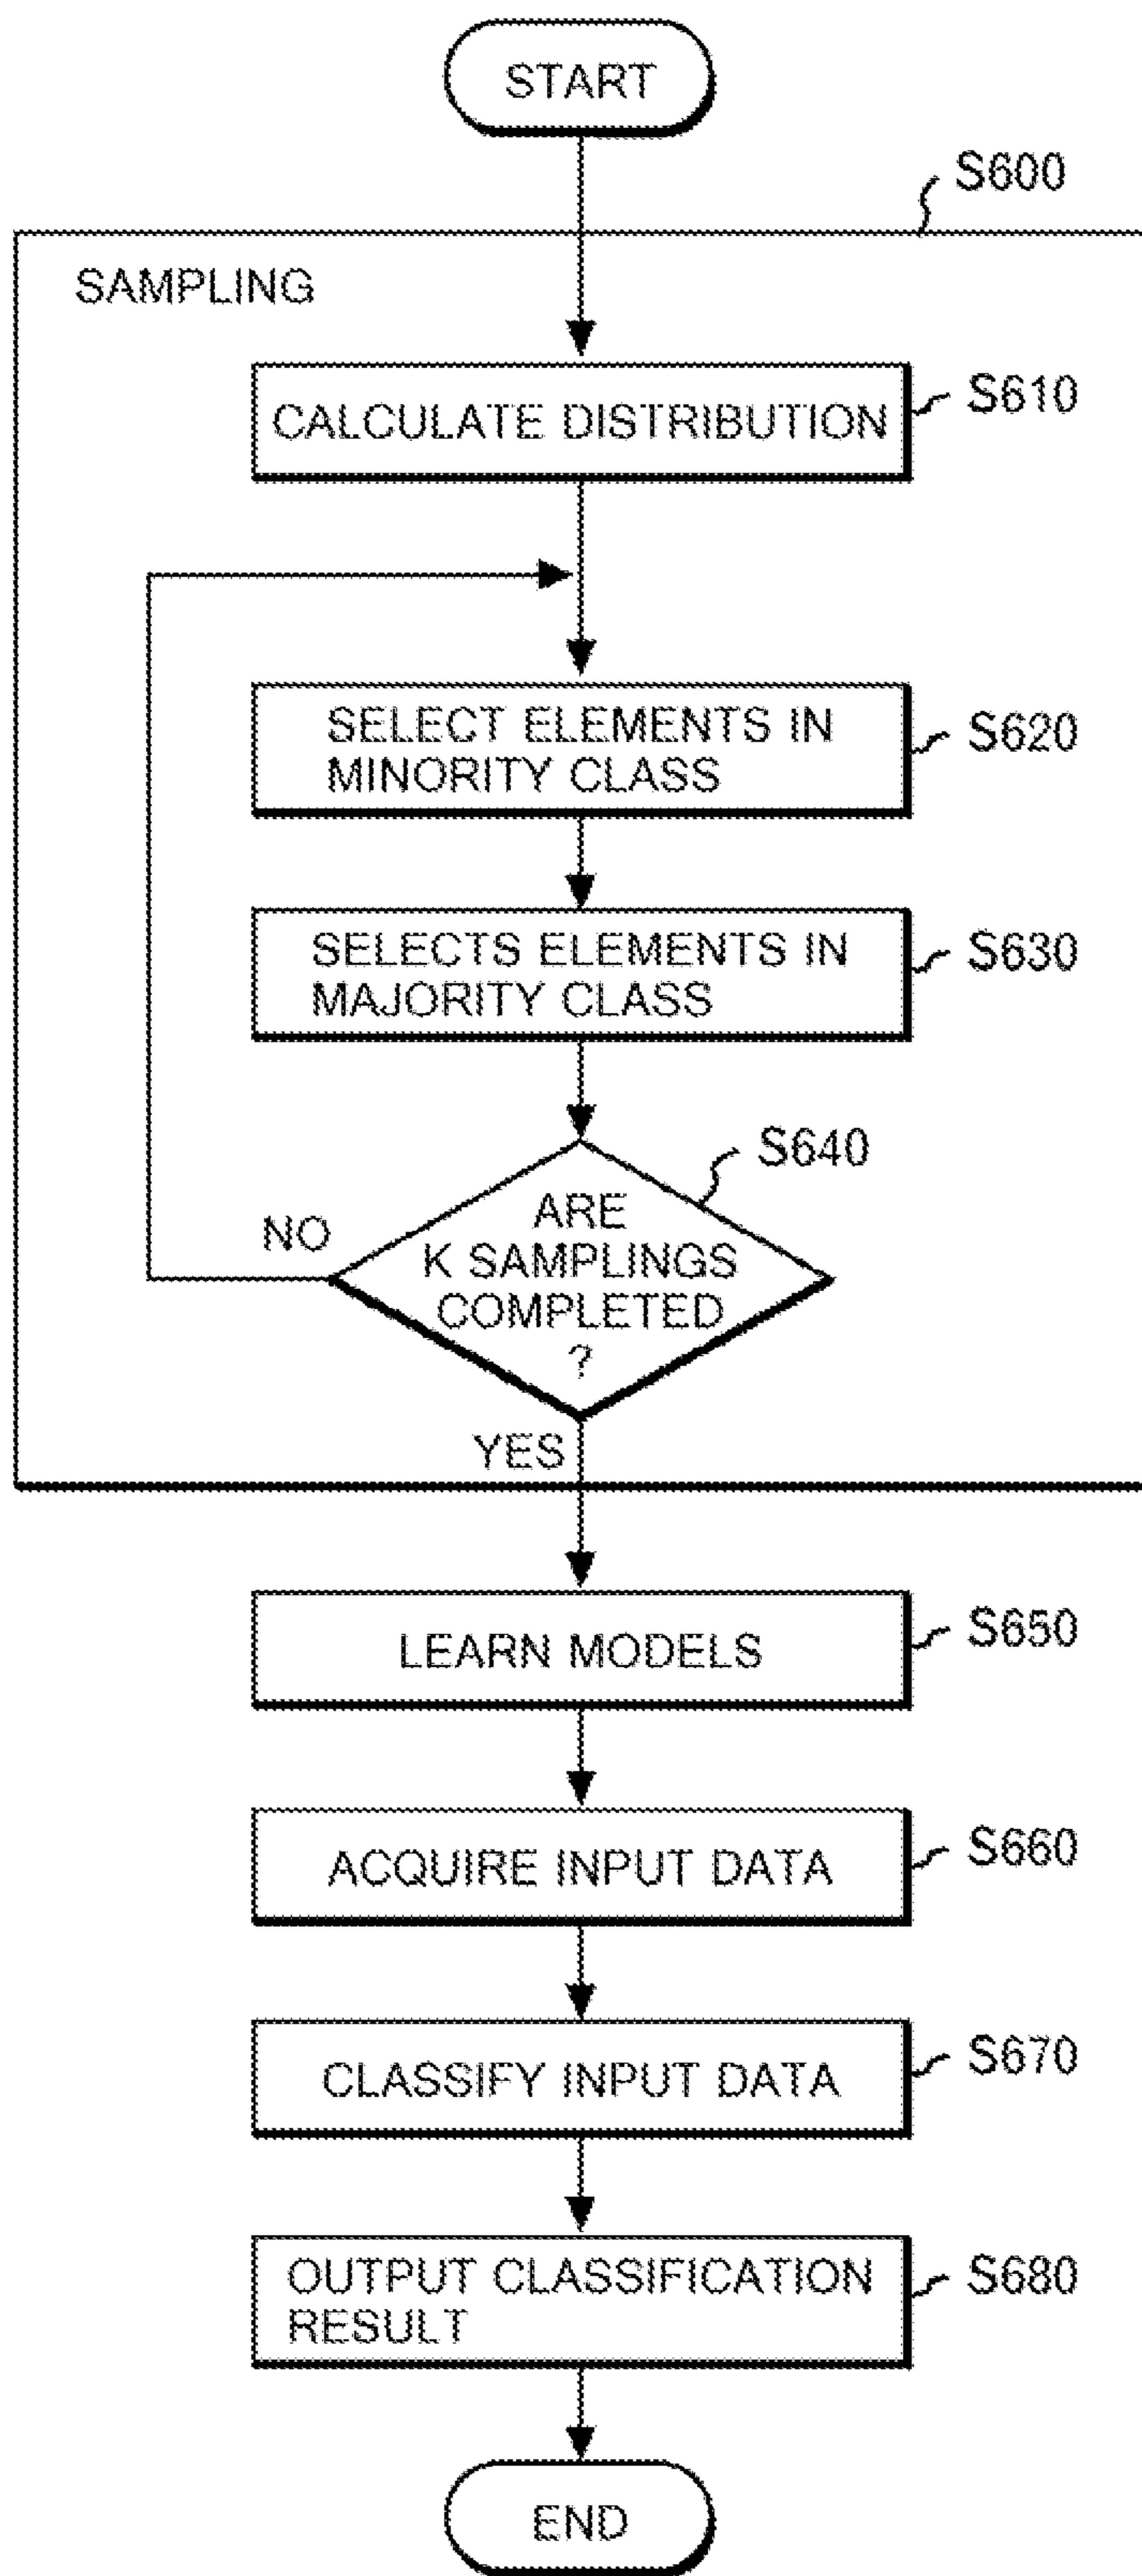 START
S600
SAMPLING
CALCULATE DISTRIBUTION
S610
SELECT ELEMENTS IN
MINORITY CLASS
S620
SELECTS ELEMENTS IN
MAJORITY CLASS
S630
S640
ARE
K SAMPLINGS
COMPLETED
?
NO
YES
LEARN MODELS
S650
ACQUIRE INPUT DATA
S660
CLASSIFY INPUT DATA
S670
OUTPUT CLASSIFICATION
RESULT
S680
END